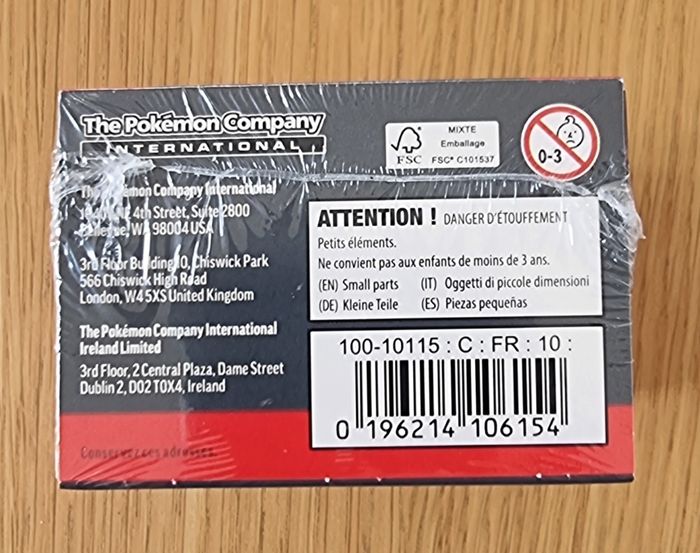 The Pokémon Company
INTERNATIONAL
The Pokémon Company International
4th Street, Suite 2800
Bellevue, WA 98004 USA
3rd Floor Building 10, Chiswick Park
566 Chiswick High Road
London, W4 5XS United Kingdom
The Pokémon Company International
Ireland Limited
3rd Floor, 2 Central Plaza, Dame Street
Dublin 2, D02 T0X4, Ireland
Conservez ces adresses.
FSC
MIXTE
Emballage
FSC® C101537
0-3
ATTENTION ! DANGER D'ÉTOUFFEMENT
Petits éléments.
Ne convient pas aux enfants de moins de 3 ans.
(EN) Small parts (IT) Oggetti di piccole dimensioni
(DE) Kleine Teile (ES) Piezas pequeñas
100-10115 : C : FR : 10 :
0 196214 106154